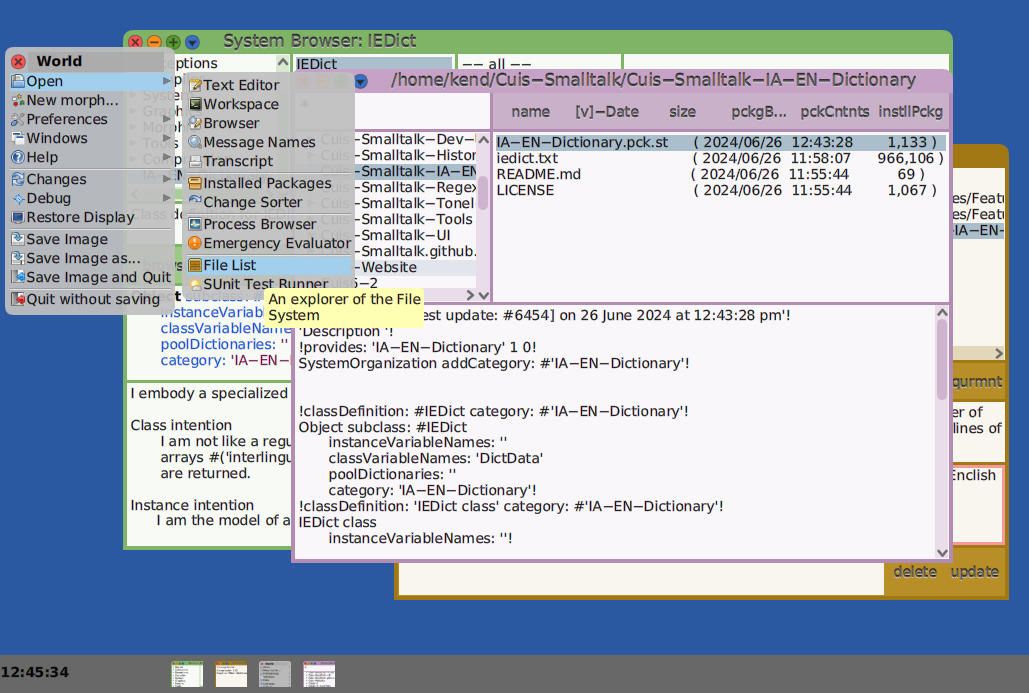 System Browser: IEDict
World
Open
New morph...
Preferences
Windows
Help
Changes
Debug
Restore Display
Save Image
Save Image as...
Save Image and Quit
Quit without saving
Text Editor
Workspace
Browser
Message Names
Transcript
Installed Packages
Change Sorter
Process Browser
Emergency Evaluator
File List
SUnit Test Runner
An explorer of the File
System
IEDict
-- all --
/home/kend/Cuis-Smalltalk/Cuis-Smalltalk-IA-EN-Dictionary
name [v]-Date size pckgB... pckCntnts instllPckg
-Smalltalk-Dev-
-Smalltalk-Histor
-Smalltalk-IA-EN
-Smalltalk-Regex
-Smalltalk-Tonel
-Smalltalk-Tools
-Smalltalk-UI
-Smalltalk.github.
-Website
-2
IA-EN-Dictionary.pck.st ( 2024/06/26 12:43:28 1,133 )
iedict.txt ( 2024/06/26 11:58:07 966,106 )
README.md ( 2024/06/26 11:55:44 69 )
LICENSE ( 2024/06/26 11:55:44 1,067 )
est update: #6454] on 26 June 2024 at 12:43:28 pm'!
'Description '!
!provides: 'IA-EN-Dictionary' 1 0!
SystemOrganization addCategory: #'IA-EN-Dictionary'!
!classDefinition: #IEDict category: #'IA-EN-Dictionary'!
Object subclass: #IEDict
instanceVariableNames: ''
classVariableNames: 'DictData'
poolDictionaries: ''
category: 'IA-EN-Dictionary'!
!classDefinition: 'IEDict class' category: #'IA-EN-Dictionary'!
IEDict class
instanceVariableNames: ''!
instanceVariable
classVariableName
poolDictionaries: ''
category: 'IA-EN-
I embody a specialized
Class intention
I am not like a regu
arrays #('interlingu
are returned.
Instance intention
I am the model of a
es/Featu
es/Featu
-IA-EN-
qurmnt
er of
lines of
English
delete update
12:45:34